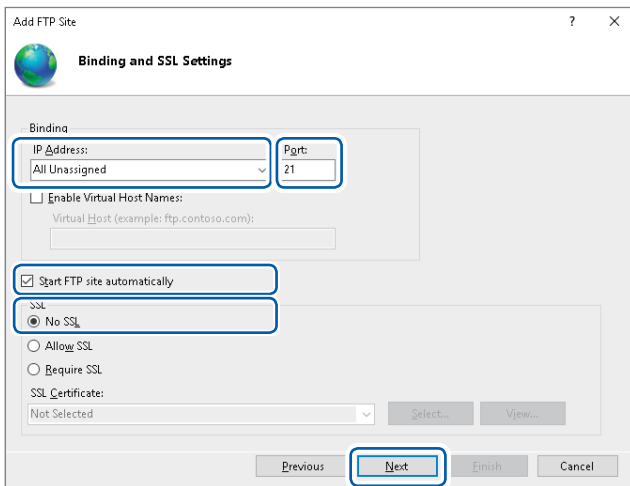 Add FTP Site ? ×
Binding and SSL Settings
Binding
IP Address: Port:
All Unassigned 21
Enable Virtual Host Names:
Virtual Host (example: ftp.contoso.com):
Start FTP site automatically
SSL
No SSL
Allow SSL
Require SSL
SSL Certificate:
Not Selected Select... View...
Previous Next Finish Cancel